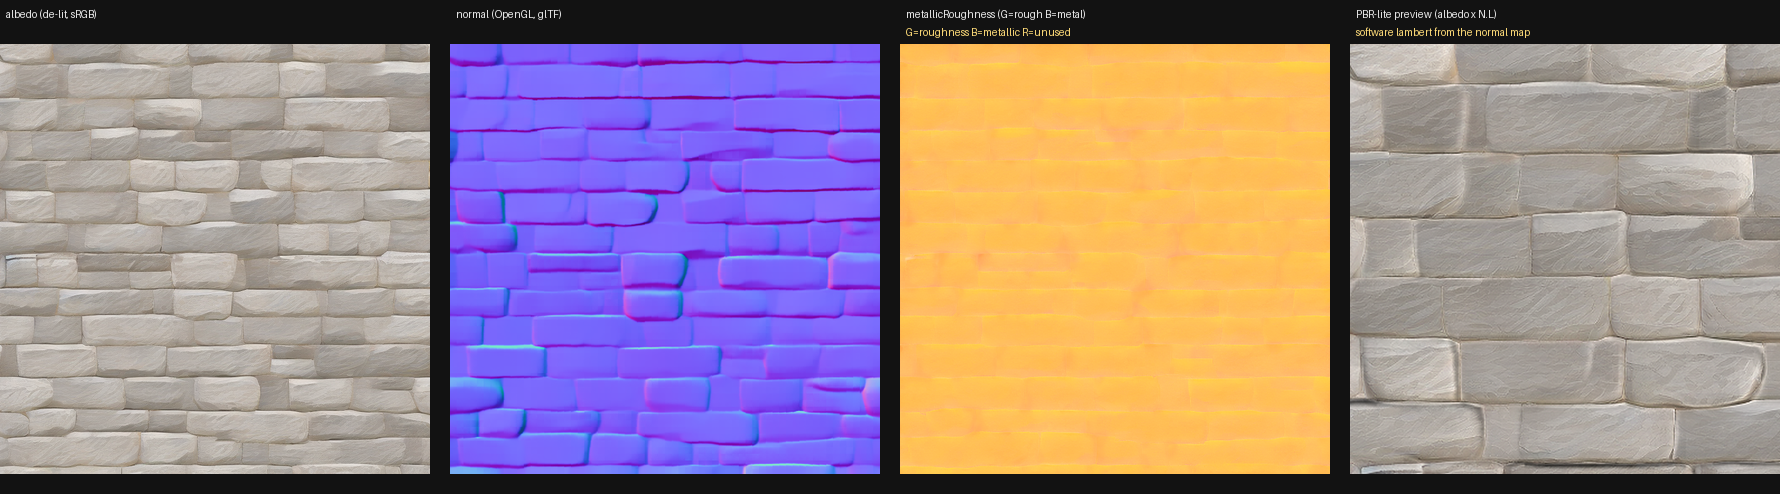 albedo (de-lit, sRGB)
normal (OpenGL, glTF)
metallicRoughness (G=rough B=metal)
G=roughness B=metallic R=unused
PBR-lite preview (albedo x N.L)
software lambert from the normal map